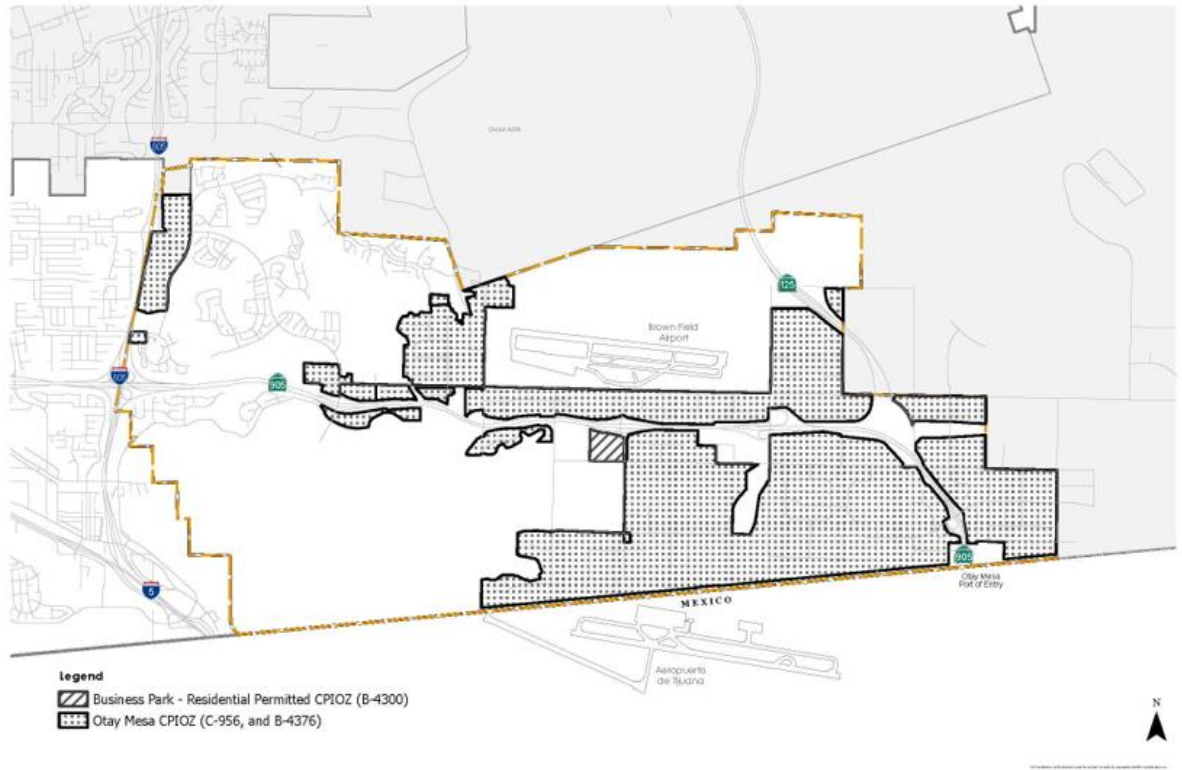 805
125
Brown Field
Airport
905
805
905
Otay Mesa
Port of Entry
MEXICO
5
Aeropuerto
de Tijuana
legend
Business Park - Residential Permitted CPIOZ (B-4300)
Otay Mesa CPIOZ (C-956, and B-4376)
N